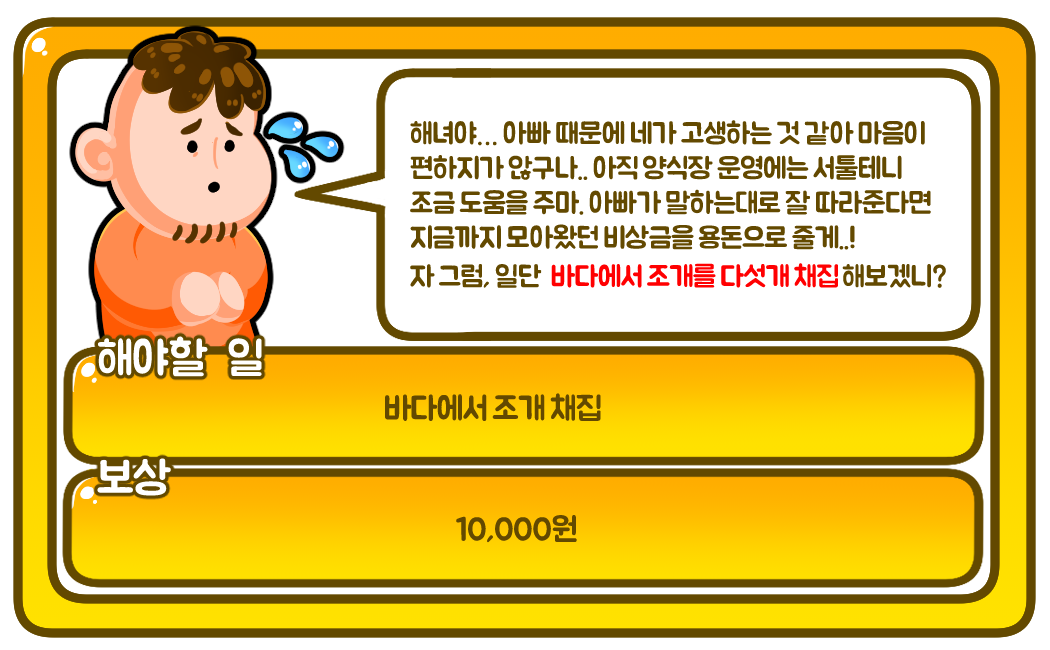 해녀야... 아빠 때문에 네가 고생하는 것 같아 마음이
편하지가 않구나.. 아직 양식장 운영에는 서툴테니
조금 도움을 주마. 아빠가 말하는대로 잘 따라준다면
지금까지 모아왔던 비상금을 용돈으로 줄게..!
자 그럼, 일단 바다에서 조개를 다섯개 채집해보겠니?
해야할 일
바다에서 조개 채집
보상
10,000원